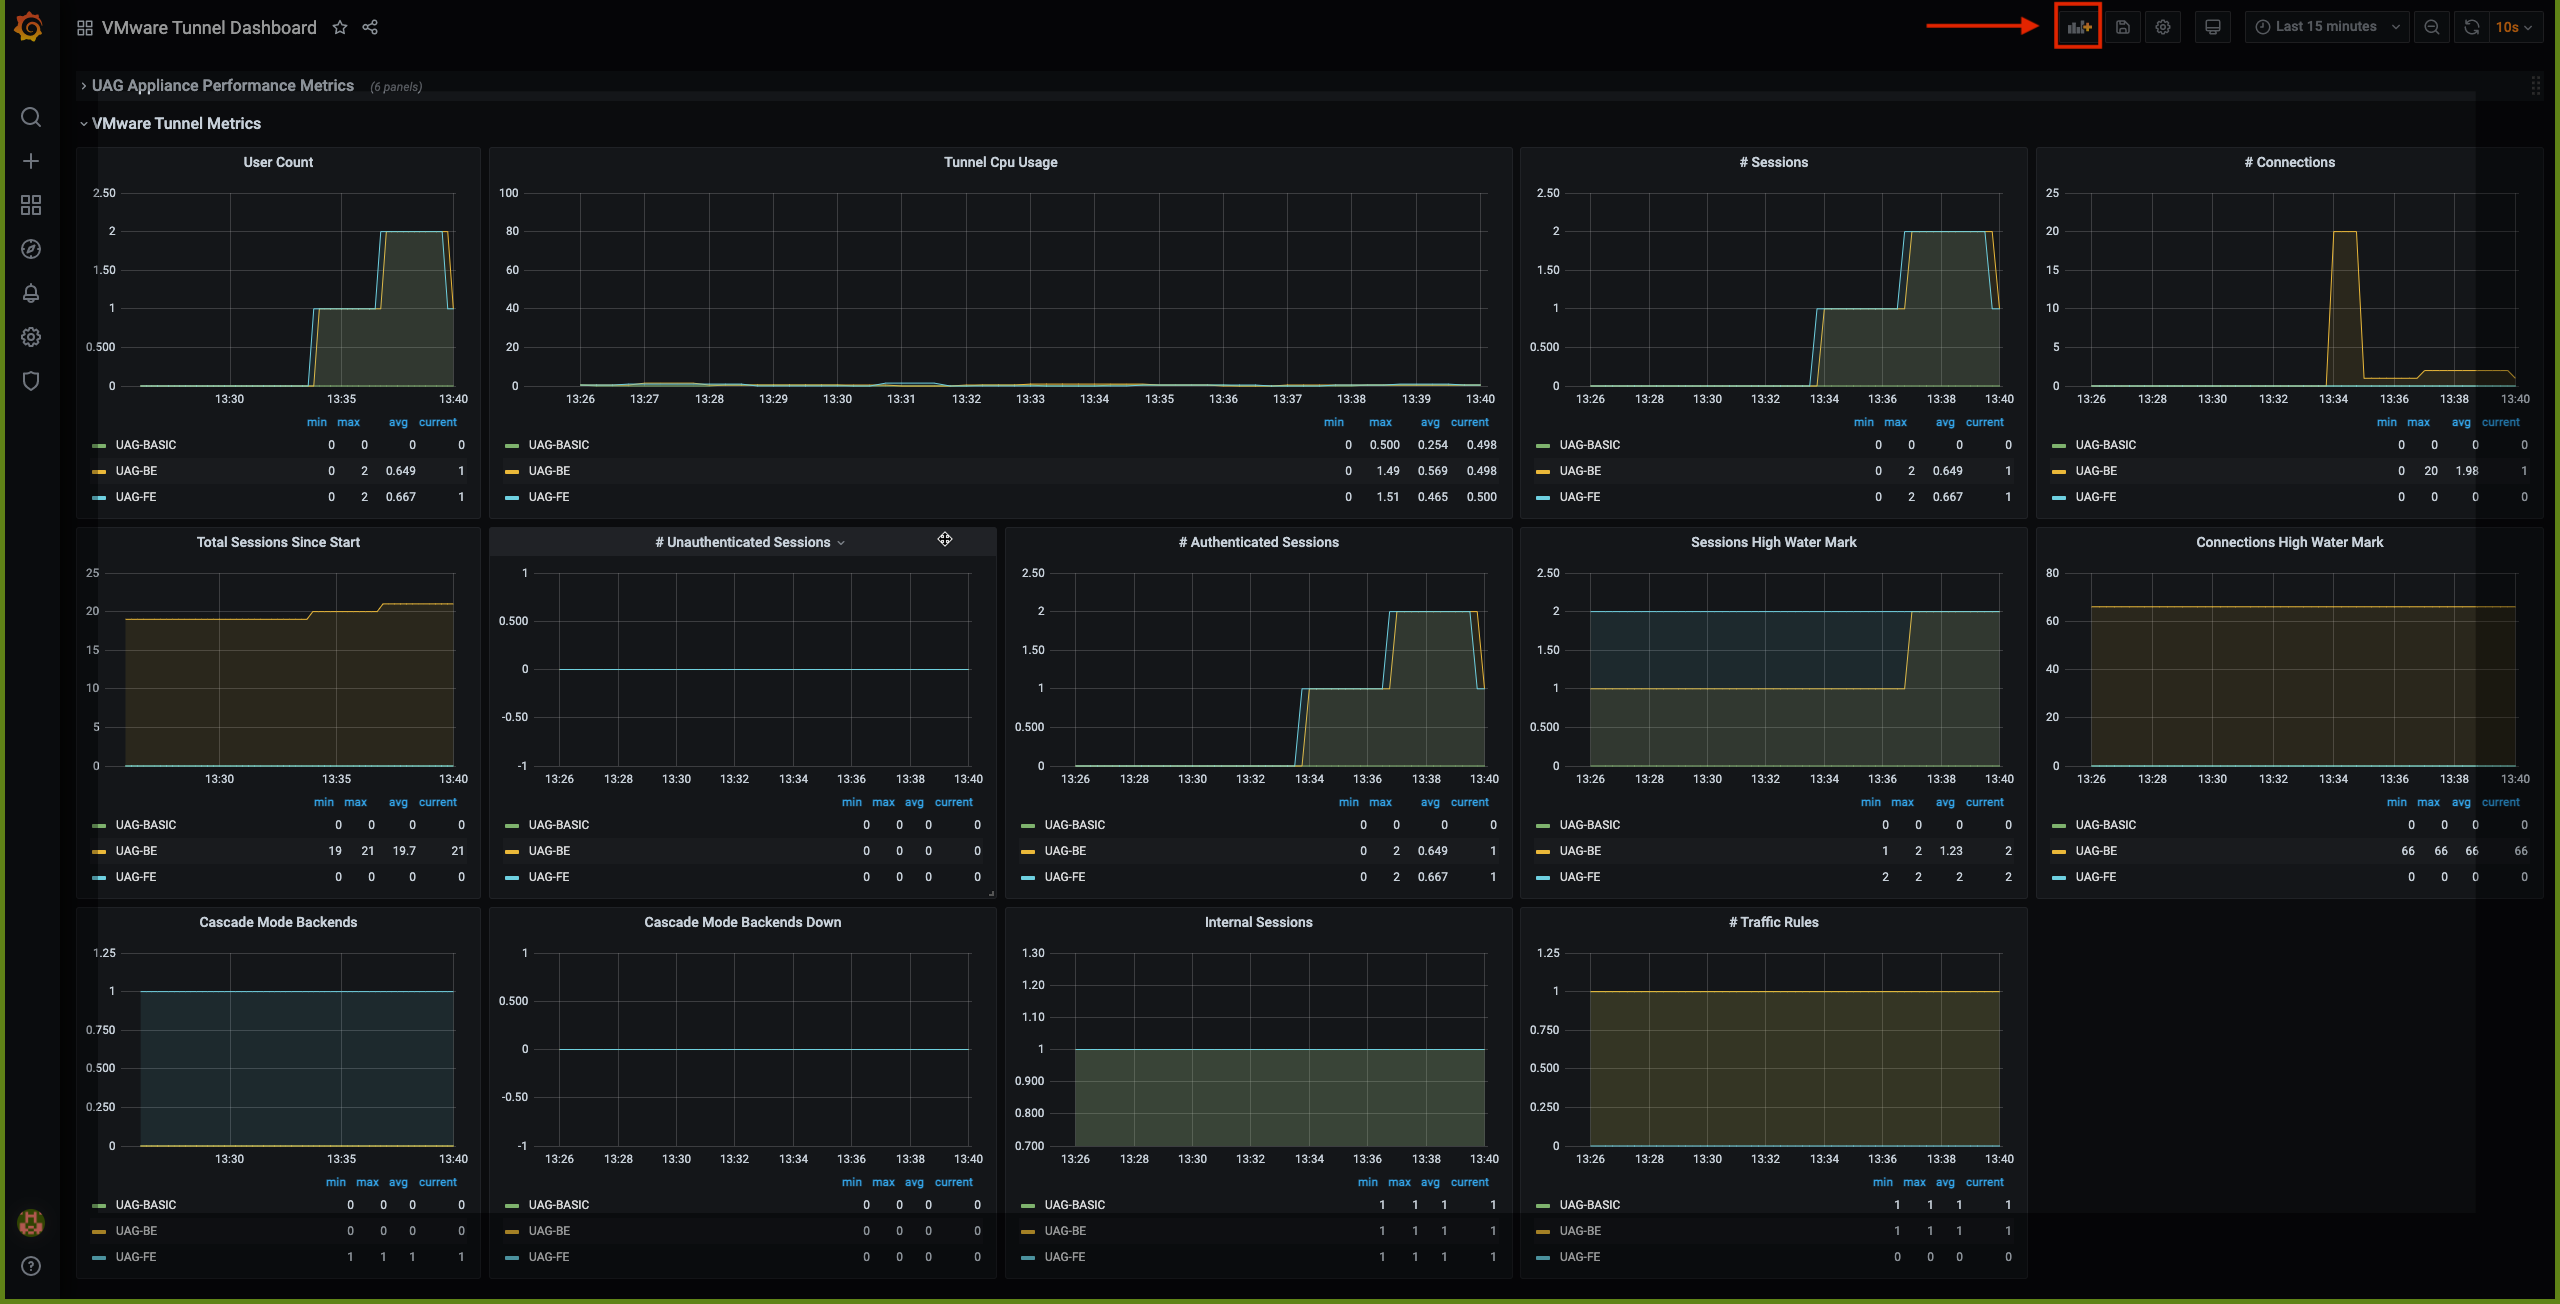 VMware Tunnel Dashboard
Last 15 minutes
10s
UAG Appliance Performance Metrics (6 panels)
VMware Tunnel Metrics
User Count
2.50
2
1.50
1
0.500
0
13:30 13:35 13:40
min max avg current
UAG-BASIC 0 0 0 0
UAG-BE 0 2 0.649 1
UAG-FE 0 2 0.667 1
Tunnel Cpu Usage
100
80
60
40
20
0
13:26 13:27 13:28 13:29 13:30 13:31 13:32 13:33 13:34 13:35 13:36 13:37 13:38 13:39 13:40
min max avg current
UAG-BASIC 0 0.500 0.254 0.498
UAG-BE 0 1.49 0.569 0.498
UAG-FE 0 1.51 0.465 0.500
# Sessions
2.50
2
1.50
1
0.500
0
13:26 13:28 13:30 13:32 13:34 13:36 13:38 13:40
min max avg current
UAG-BASIC 0 0 0 0
UAG-BE 0 2 0.649 1
UAG-FE 0 2 0.667 1
# Connections
25
20
15
10
5
0
13:26 13:28 13:30 13:32 13:34 13:36 13:38 13:40
min max avg current
UAG-BASIC 0 0 0 0
UAG-BE 0 20 1.98 1
UAG-FE 0 0 0 0
Total Sessions Since Start
25
20
15
10
5
0
13:30 13:35 13:40
min max avg current
UAG-BASIC 0 0 0 0
UAG-BE 19 21 19.7 21
UAG-FE 0 0 0 0
# Unauthenticated Sessions
1
0.500
0
-0.50
-1
13:26 13:28 13:30 13:32 13:34 13:36 13:38 13:40
min max avg current
UAG-BASIC 0 0 0 0
UAG-BE 0 0 0 0
UAG-FE 0 0 0 0
# Authenticated Sessions
2.50
2
1.50
1
0.500
0
13:26 13:28 13:30 13:32 13:34 13:36 13:38 13:40
min max avg current
UAG-BASIC 0 0 0 0
UAG-BE 0 2 0.649 1
UAG-FE 0 2 0.667 1
Sessions High Water Mark
2.50
2
1.50
1
0.500
0
13:26 13:28 13:30 13:32 13:34 13:36 13:38 13:40
min max avg current
UAG-BASIC 0 0 0 0
UAG-BE 1 2 1.23 2
UAG-FE 2 2 2 2
Connections High Water Mark
80
60
40
20
0
13:26 13:28 13:30 13:32 13:34 13:36 13:38 13:40
min max avg current
UAG-BASIC 0 0 0 0
UAG-BE 66 66 66 66
UAG-FE 0 0 0 0
Cascade Mode Backends
1.25
1
0.750
0.500
0.250
0
13:30 13:35 13:40
min max avg current
UAG-BASIC 0 0 0 0
UAG-BE 0 0 0 0
UAG-FE 1 1 1 1
Cascade Mode Backends Down
1
0.500
0
-0.50
-1
13:26 13:28 13:30 13:32 13:34 13:36 13:38 13:40
min max avg current
UAG-BASIC 0 0 0 0
UAG-BE 0 0 0 0
UAG-FE 0 0 0 0
Internal Sessions
1.30
1.20
1.10
1
0.900
0.800
0.700
13:26 13:28 13:30 13:32 13:34 13:36 13:38 13:40
min max avg current
UAG-BASIC 1 1 1 1
UAG-BE 1 1 1 1
UAG-FE 1 1 1 1
# Traffic Rules
1.25
1
0.750
0.500
0.250
0
13:26 13:28 13:30 13:32 13:34 13:36 13:38 13:40
min max avg current
UAG-BASIC 1 1 1 1
UAG-BE 1 1 1 1
UAG-FE 0 0 0 0